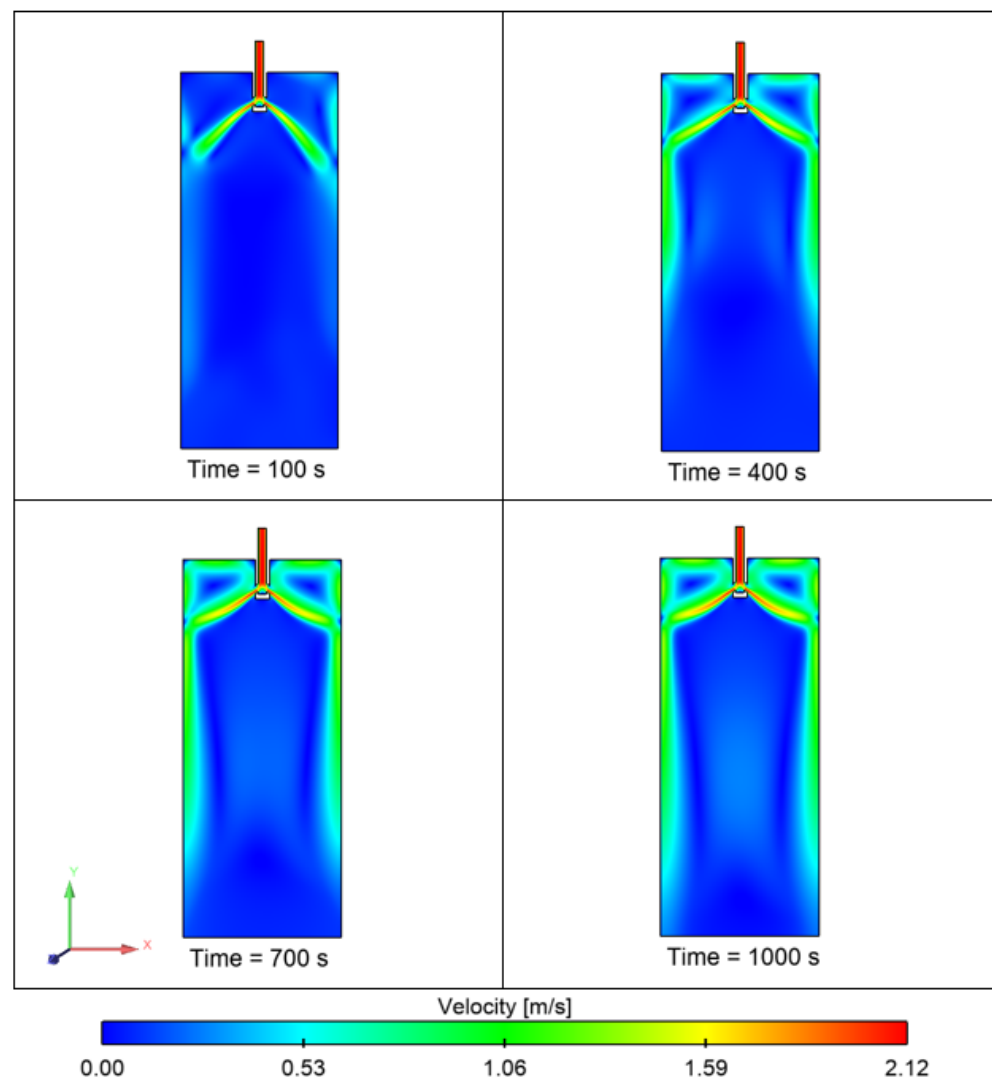 Time = 100 s
Time = 400 s
Time = 700 s
Time = 1000 s
Y
X
Velocity [m/s]
0.00 0.53 1.06 1.59 2.12